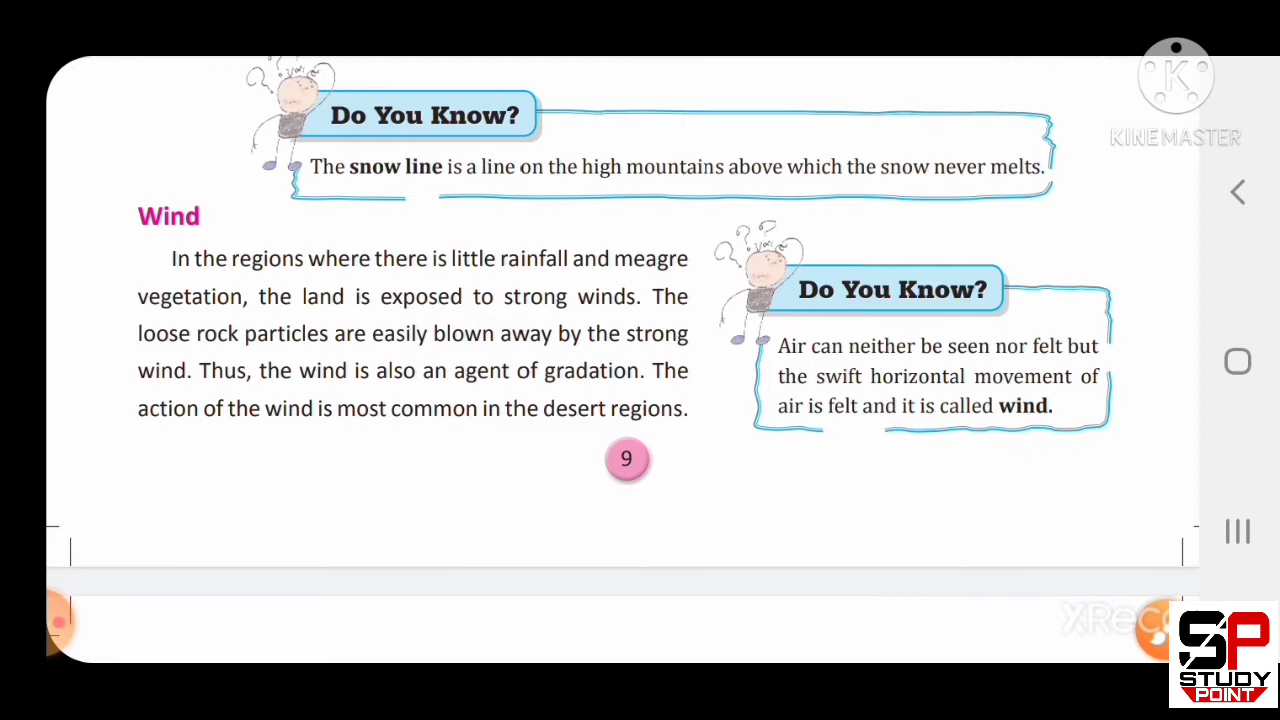 Do You Know?
The snow line is a line on the high mountains above which the snow never melts.
KINEMASTER
Wind
In the regions where there is little rainfall and meagre
vegetation, the land is exposed to strong winds. The
loose rock particles are easily blown away by the strong
wind. Thus, the wind is also an agent of gradation. The
action of the wind is most common in the desert regions.
Do You Know?
Air can neither be seen nor felt but
the swift horizontal movement of
air is felt and it is called wind.
9
SP
STUDY
POINT